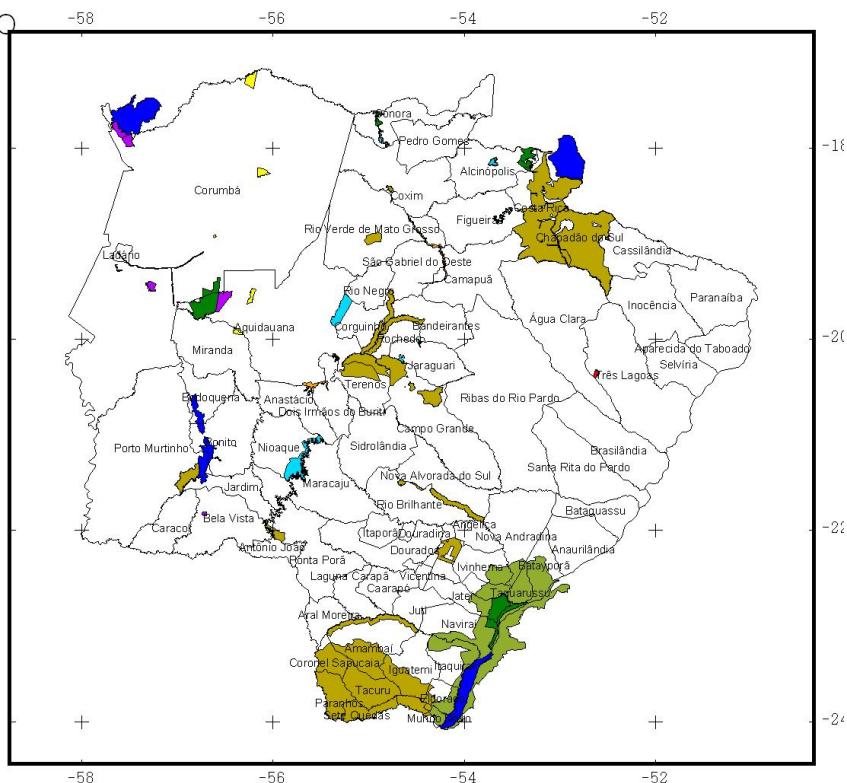 -58 -56 -54 -52
Sonora
Pedro Gomes
-18
Alcinópolis
Corumbá
Coxim
Costa Rica
Figueirã
Rio Verde de Mato Grosso
Chapadão do Sul
Ladário
Cassilândia
São Gabriel do Oeste
Camapuã
Rio Negro
Paranaíba
Inocência
Água Clara
Aquidauana
Corguinho
Bandeirantes
-20
Rochedo
Miranda
Aparecida do Taboado
Jaraguari
Selvíria
Três Lagoas
Terenos
Bodoquena
Anastácio
Ribas do Rio Pardo
Dois Irmãos do Buriti
Campo Grande
Porto Murtinho
Bonito
Nioaque
Sidrolândia
Brasilândia
Santa Rita do Pardo
Nova Alvorada do Sul
Maracaju
Jardim
Rio Brilhante
Bataguassu
Bela Vista
Caracol
Angélica
-22
Itaporã
Douradina
Nova Andradina
Antônio João
Dourados
Anaurilândia
Ponta Porã
Ivinhema
Batayporã
Laguna Carapã
Vicentina
Caarapó
Taquarussu
Jateí
Juti
Aral Moreira
Naviraí
Amambaí
Coronel Sapucaia
Iguatemi
Itaquiraí
Tacuru
Eldorado
Paranhos
Sete Quedas
Mundo Novo
-24
-58 -56 -54 -52